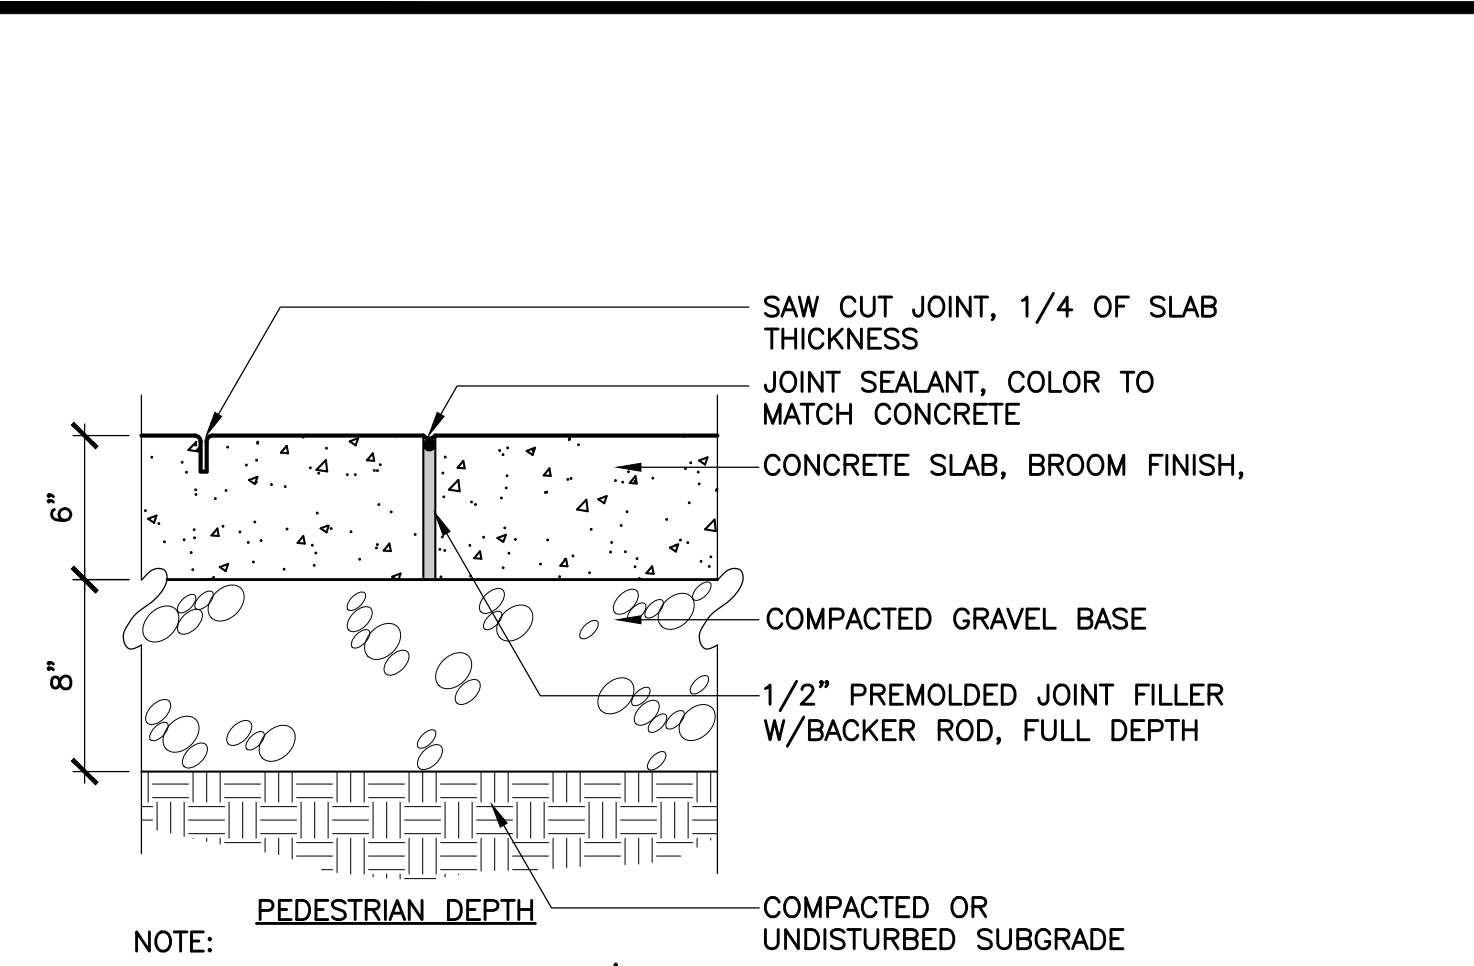 SAW CUT JOINT, 1/4 OF SLAB
THICKNESS
JOINT SEALANT, COLOR TO
MATCH CONCRETE
CONCRETE SLAB, BROOM FINISH,
6"
COMPACTED GRAVEL BASE
8"
1/2" PREMOLDED JOINT FILLER
W/BACKER ROD, FULL DEPTH
COMPACTED OR
UNDISTURBED SUBGRADE
PEDESTRIAN DEPTH
NOTE: